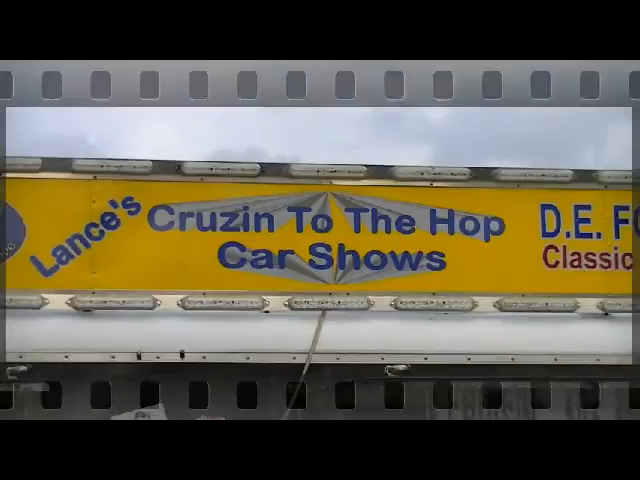 Lance's
Cruzin To The Hop
Car Shows
D.E. 
Classic